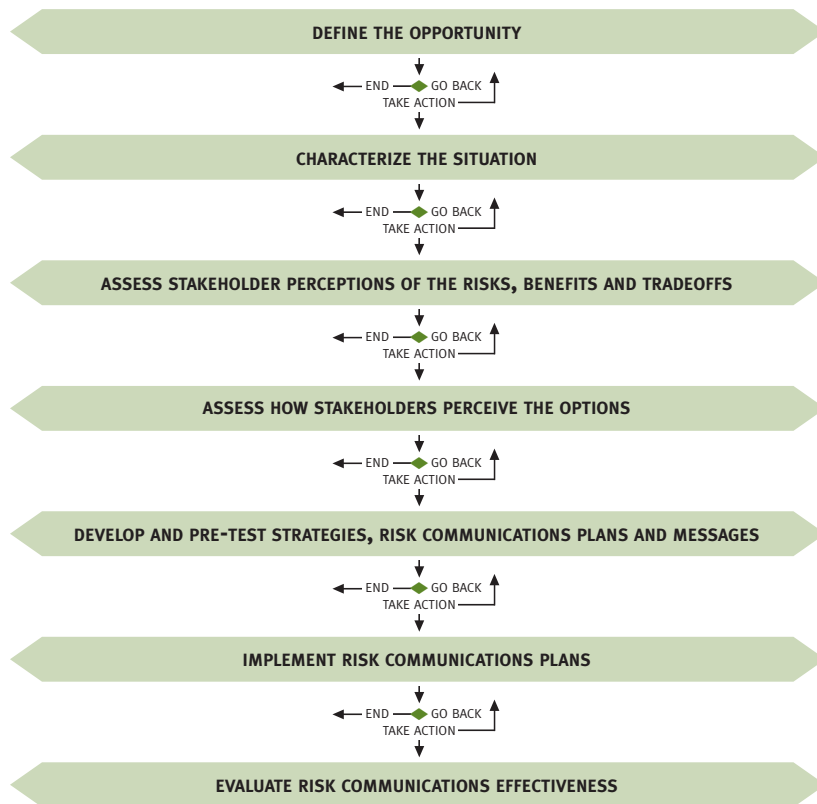 DEFINE THE OPPORTUNITY
END GO BACK
TAKE ACTION
CHARACTERIZE THE SITUATION
END GO BACK
TAKE ACTION
ASSESS STAKEHOLDER PERCEPTIONS OF THE RISKS, BENEFITS AND TRADEOFFS
END GO BACK
TAKE ACTION
ASSESS HOW STAKEHOLDERS PERCEIVE THE OPTIONS
END GO BACK
TAKE ACTION
DEVELOP AND PRE-TEST STRATEGIES, RISK COMMUNICATIONS PLANS AND MESSAGES
END GO BACK
TAKE ACTION
IMPLEMENT RISK COMMUNICATIONS PLANS
END GO BACK
TAKE ACTION
EVALUATE RISK COMMUNICATIONS EFFECTIVENESS